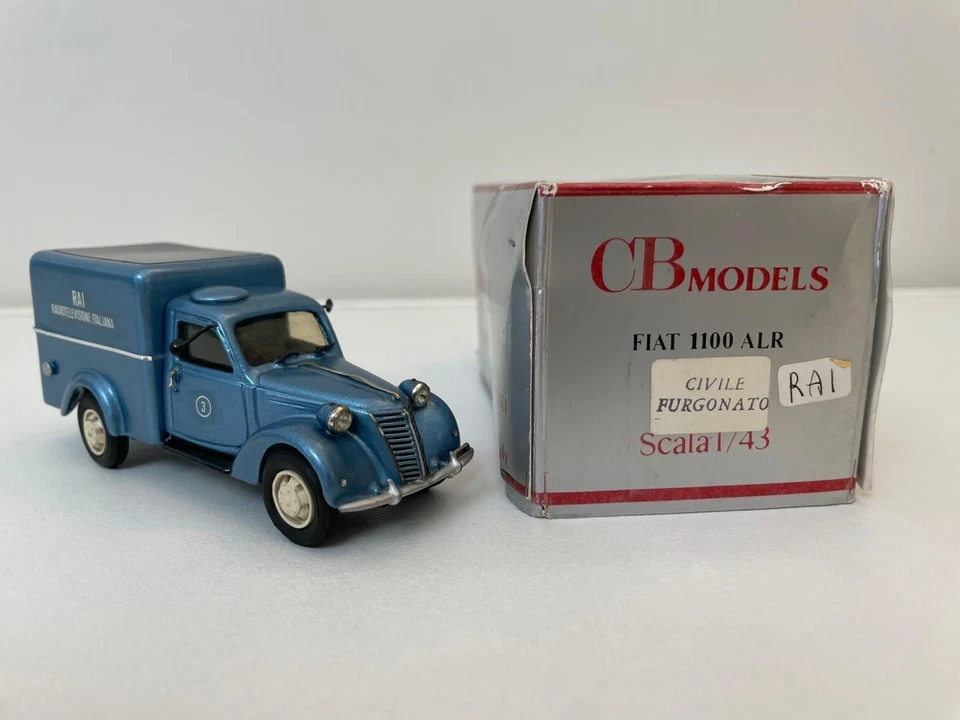 RAI
RADIOTELEVISIONE ITALIANA
3
CB MODELS
FIAT 1100 ALR
CIVILE
FURGONATO
RAI
Scala 1/43